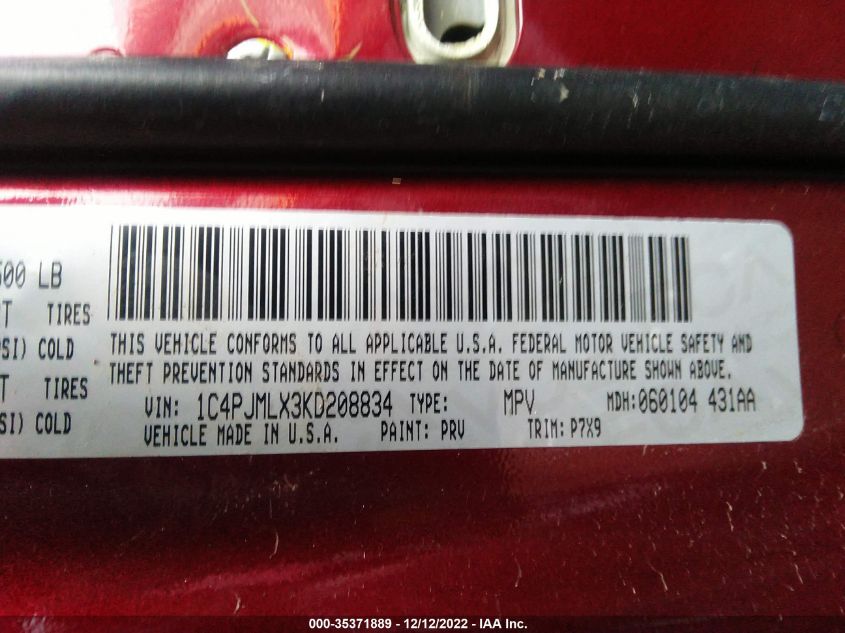 500 LB
TIRES
SI) COLD
TIRES
SI) COLD
THIS VEHICLE CONFORMS TO ALL APPLICABLE U.S.A. FEDERAL MOTOR VEHICLE SAFETY AND
THEFT PREVENTION STANDARDS IN EFFECT ON THE DATE OF MANUFACTURE SHOWN ABOVE.
VIN: 1C4PJMLX3KD208834 TYPE: MPV MDH: 060104 431AA
VEHICLE MADE IN U.S.A. PAINT: PRV TRIM: P7X9
000-35371889 - 12/12/2022 - IAA Inc.